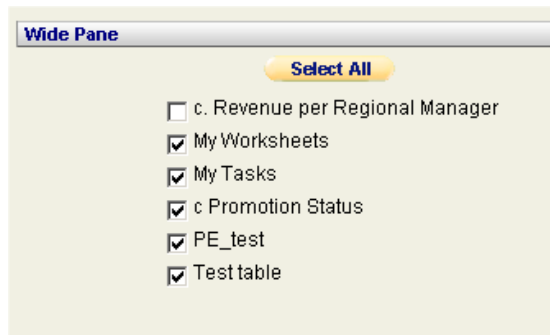 Wide Pane
Select All
c. Revenue per Regional Manager
My Worksheets
My Tasks
c Promotion Status
PE_test
Test table